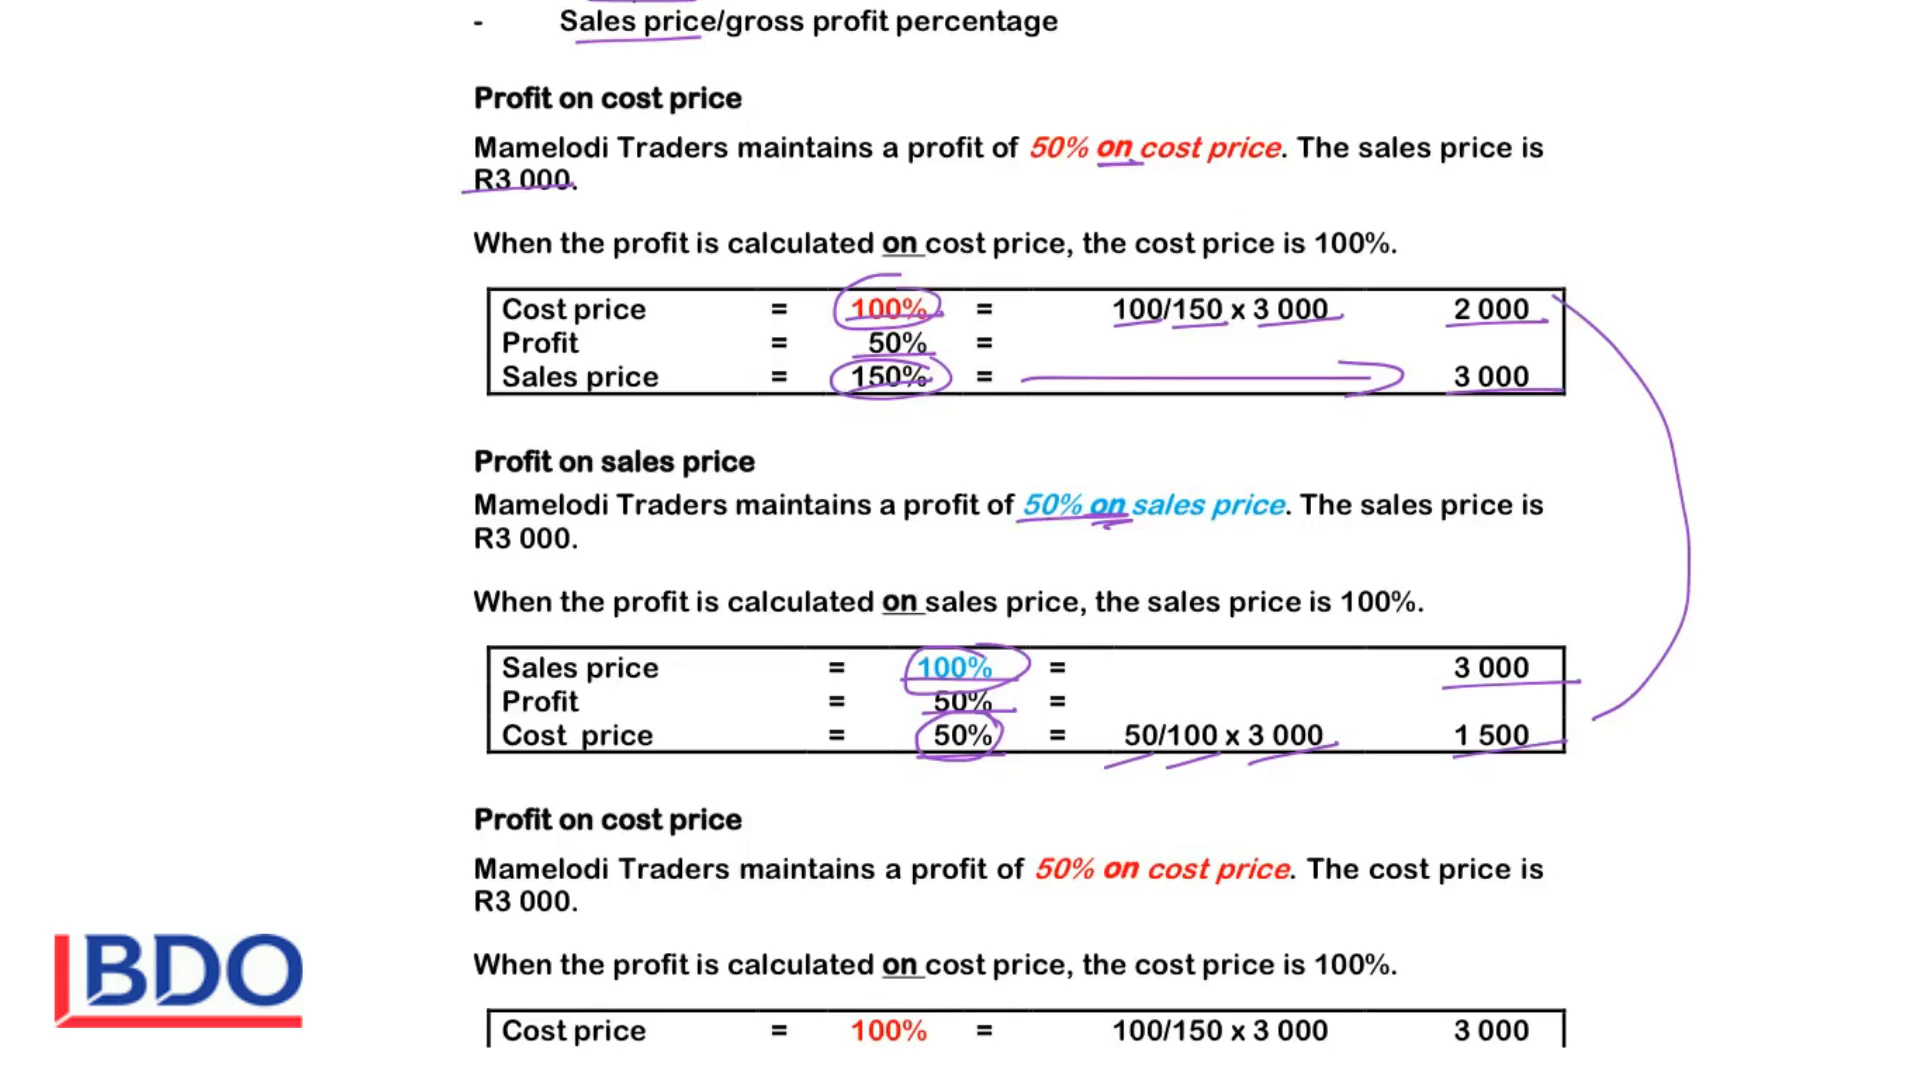 - Sales price/gross profit percentage
Profit on cost price
Mamelodi Traders maintains a profit of 50% on cost price. The sales price is
R3 000.
When the profit is calculated on cost price, the cost price is 100%.
Cost price = 100% = 100/150 x 3 000 2 000
Profit = 50% =
Sales price = 150% = 3 000
Profit on sales price
Mamelodi Traders maintains a profit of 50% on sales price. The sales price is
R3 000.
When the profit is calculated on sales price, the sales price is 100%.
Sales price = 100% = 3 000
Profit = 50% =
Cost price = 50% = 50/100 x 3 000 1 500
Profit on cost price
Mamelodi Traders maintains a profit of 50% on cost price. The cost price is
R3 000.
When the profit is calculated on cost price, the cost price is 100%.
Cost price = 100% = 100/150 x 3 000 3 000
BDO